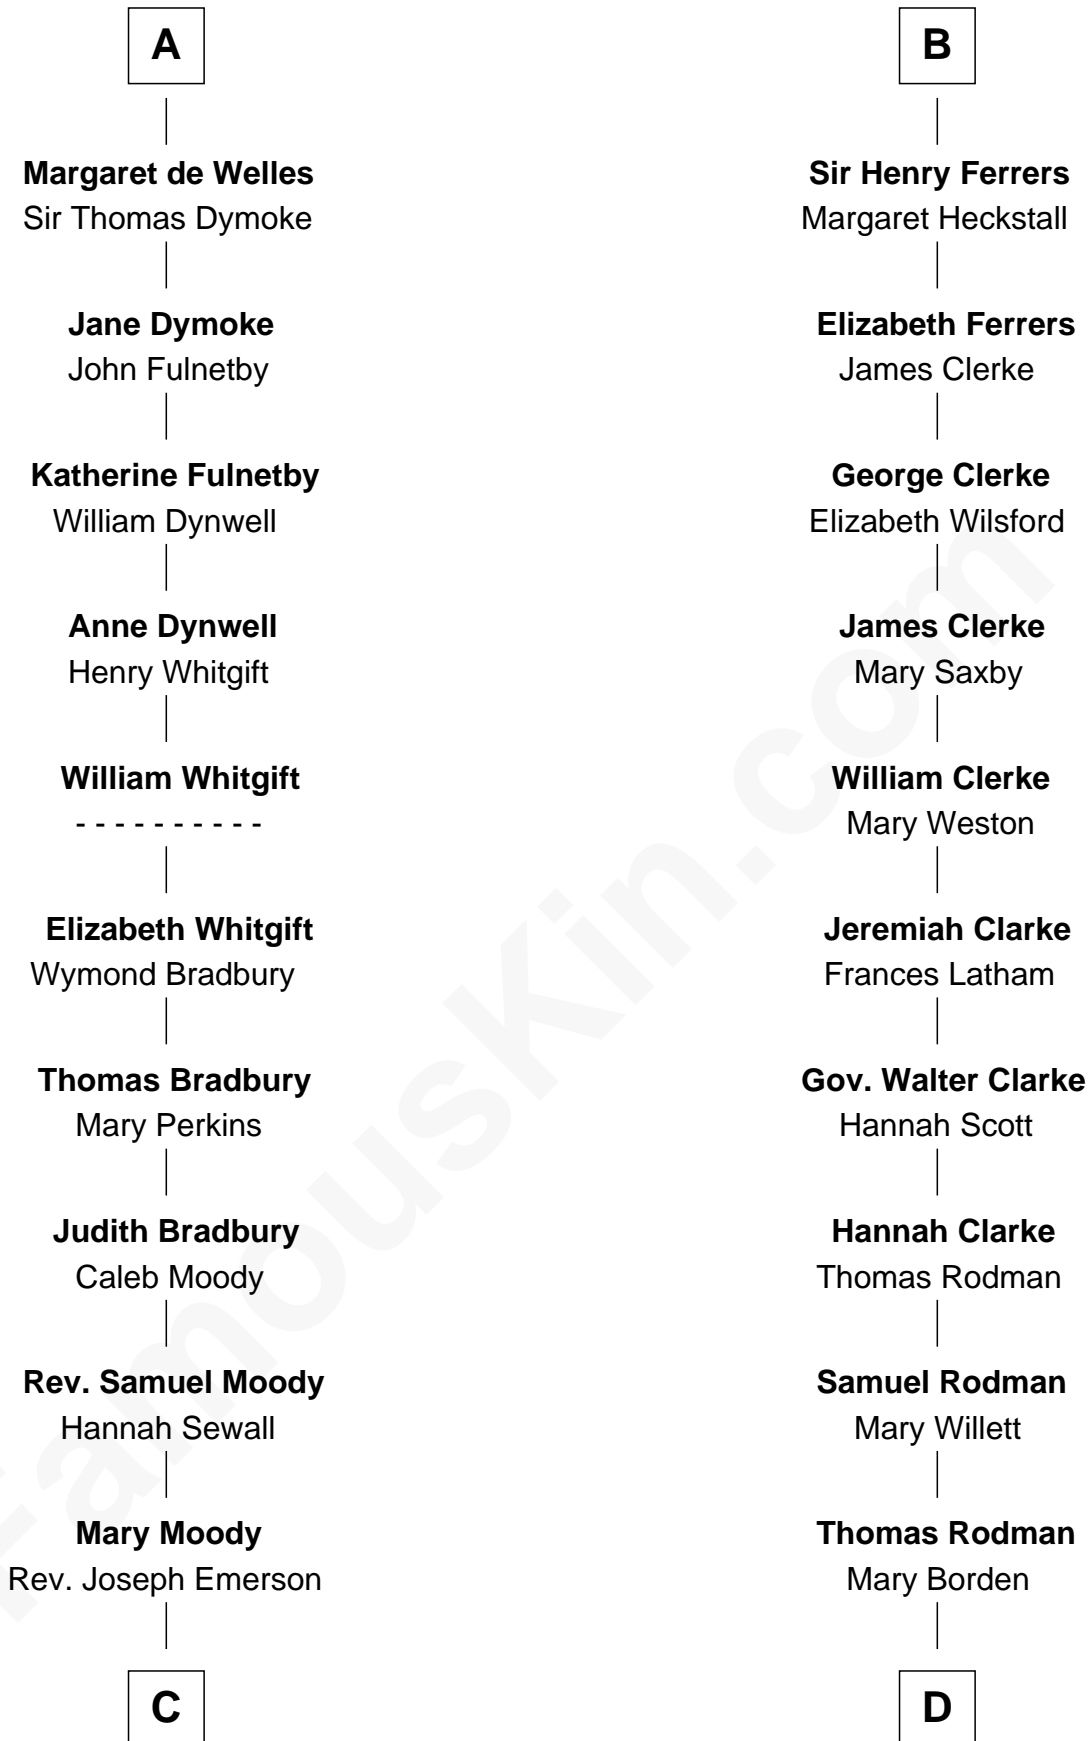 A
Margaret de Welles
Sir Thomas Dymoke
Jane Dymoke
John Fulnetby
Katherine Fulnetby
William Dynwell
Anne Dynwell
Henry Whitgift
William Whitgift
- - - - - - - - - -
Elizabeth Whitgift
Wymond Bradbury
Thomas Bradbury
Mary Perkins
Judith Bradbury
Caleb Moody
Rev. Samuel Moody
Hannah Sewall
Mary Moody
Rev. Joseph Emerson
C
B
Sir Henry Ferrers
Margaret Heckstall
Elizabeth Ferrers
James Clerke
George Clerke
Elizabeth Wilsford
James Clerke
Mary Saxby
William Clerke
Mary Weston
Jeremiah Clarke
Frances Latham
Gov. Walter Clarke
Hannah Scott
Hannah Clarke
Thomas Rodman
Samuel Rodman
Mary Willett
Thomas Rodman
Mary Borden
D
FamousKin.com